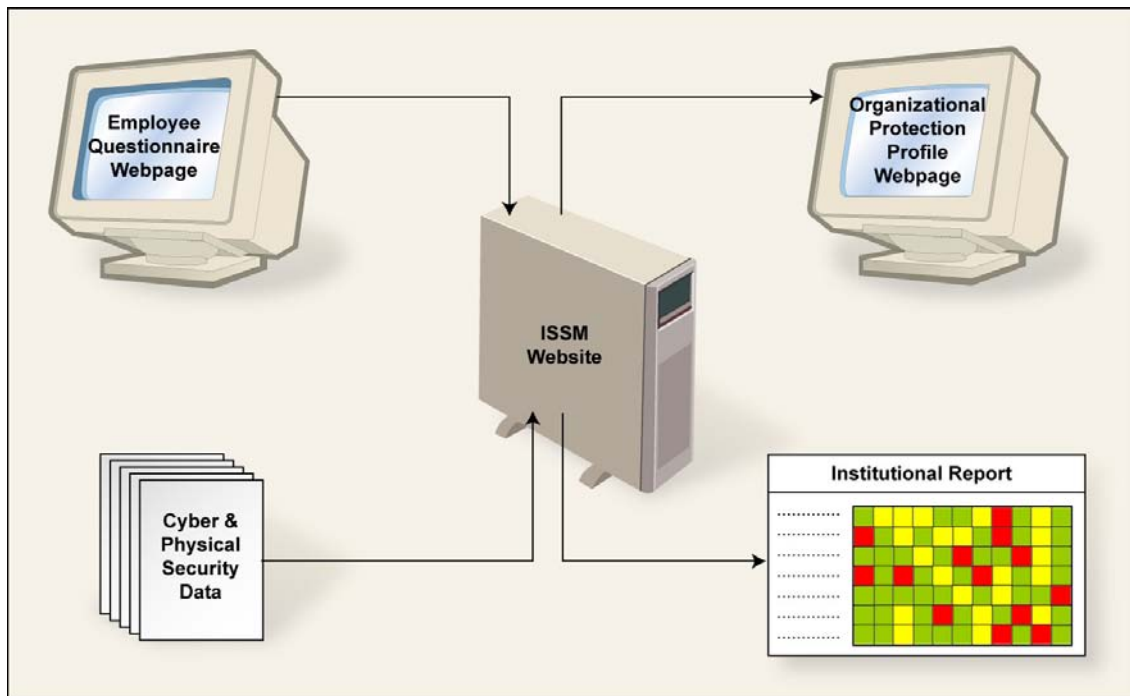 Employee
Questionnaire
Webpage
Organizational
Protection
Profile
Webpage
ISSM
Website
Cyber &
Physical
Security
Data
Institutional Report